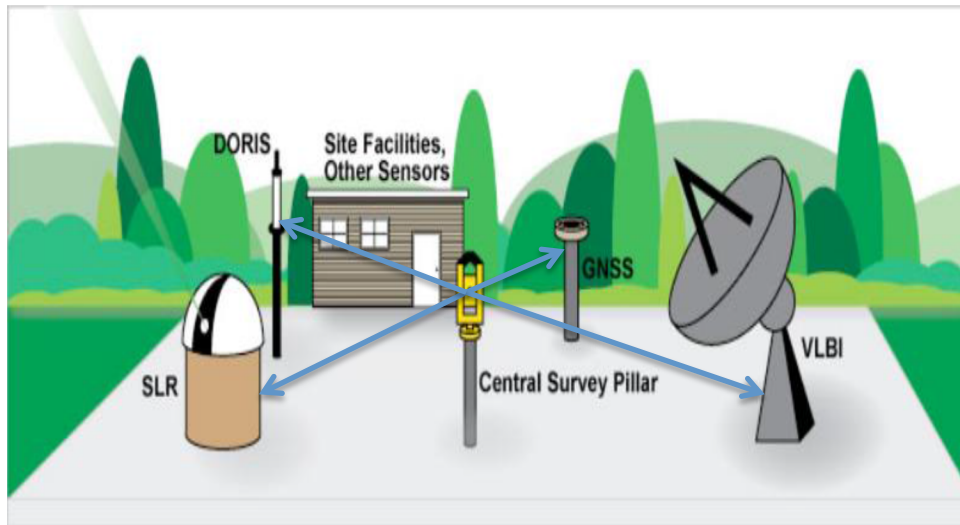 DORIS
Site Facilities,
Other Sensors
GNSS
SLR
Central Survey Pillar
VLBI